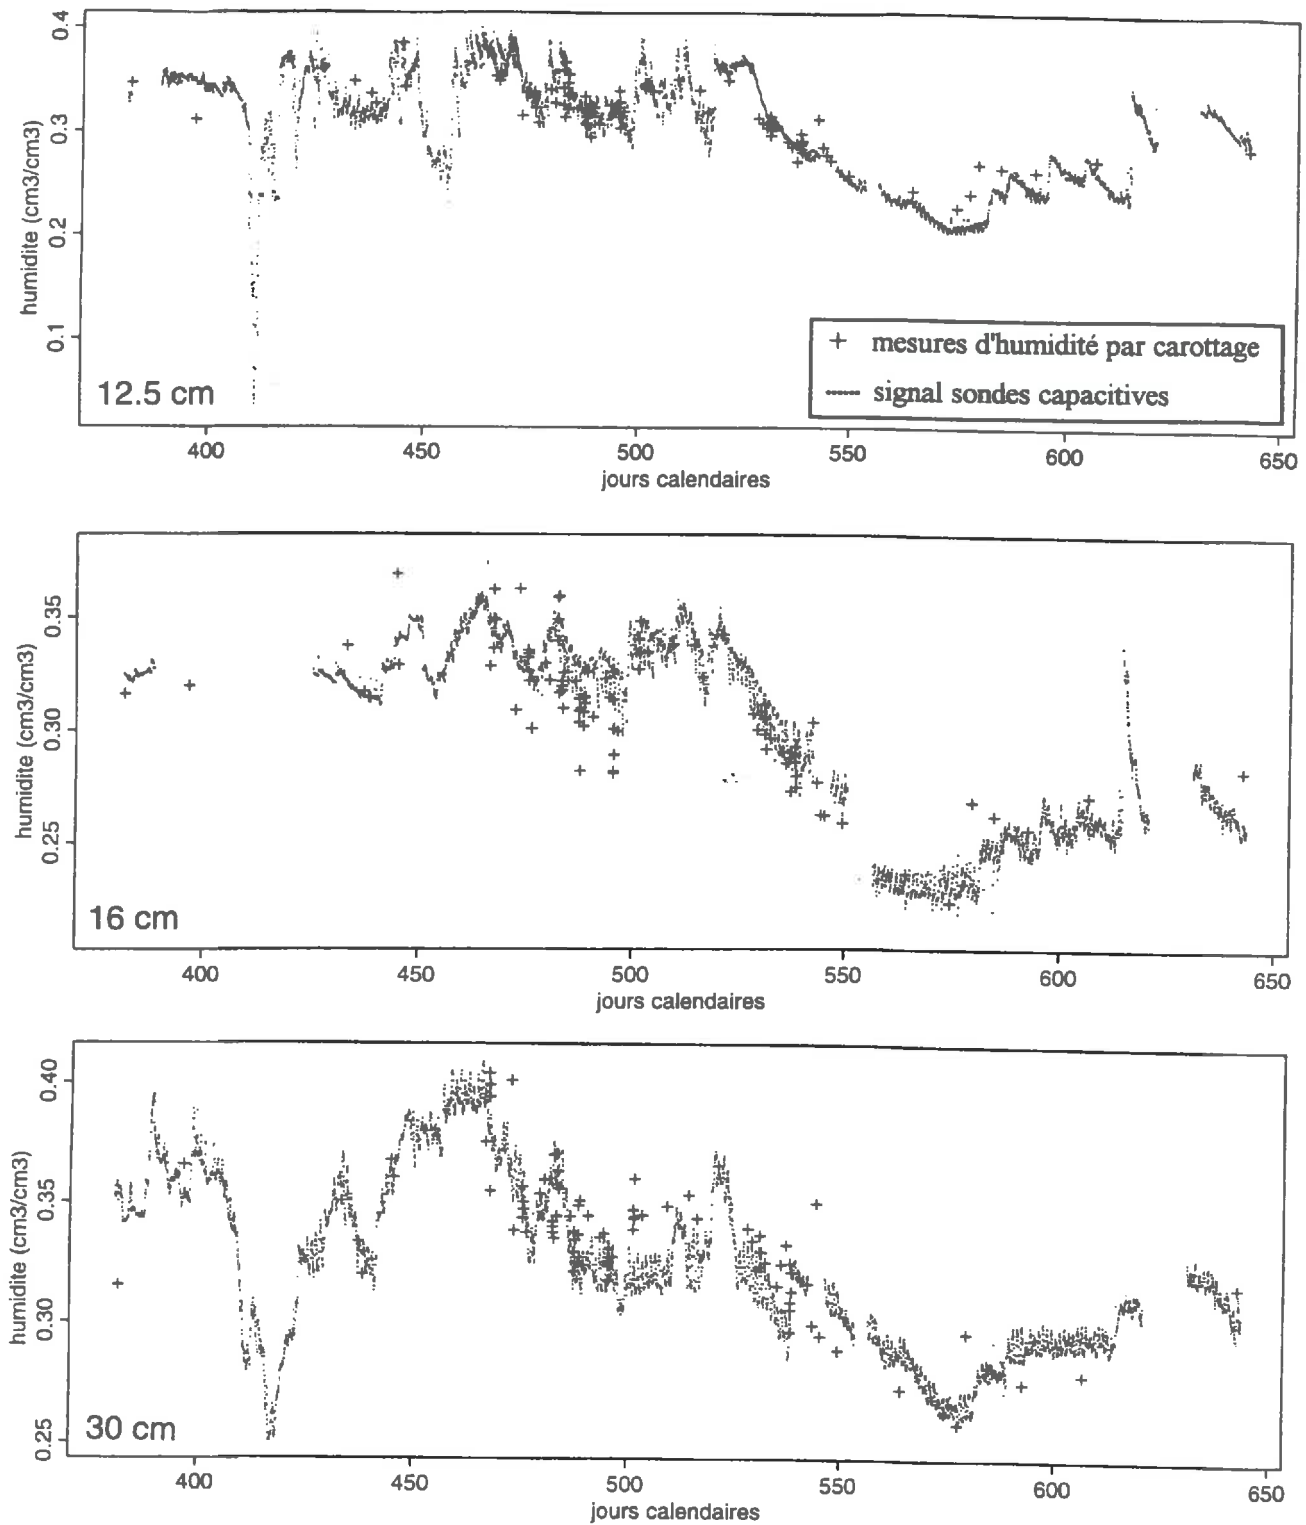 0.4
0.3
0.2
0.1
humidite (cm3/cm3)
12.5 cm
+ mesures d'humidité par carottage
signal sondes capacitives
400 450 500 550 600 650
jours calendaires
0.35
0.30
0.25
humidite (cm3/cm3)
16 cm
400 450 500 550 600 650
jours calendaires
0.40
0.35
0.30
0.25
humidite (cm3/cm3)
30 cm
400 450 500 550 600 650
jours calendaires